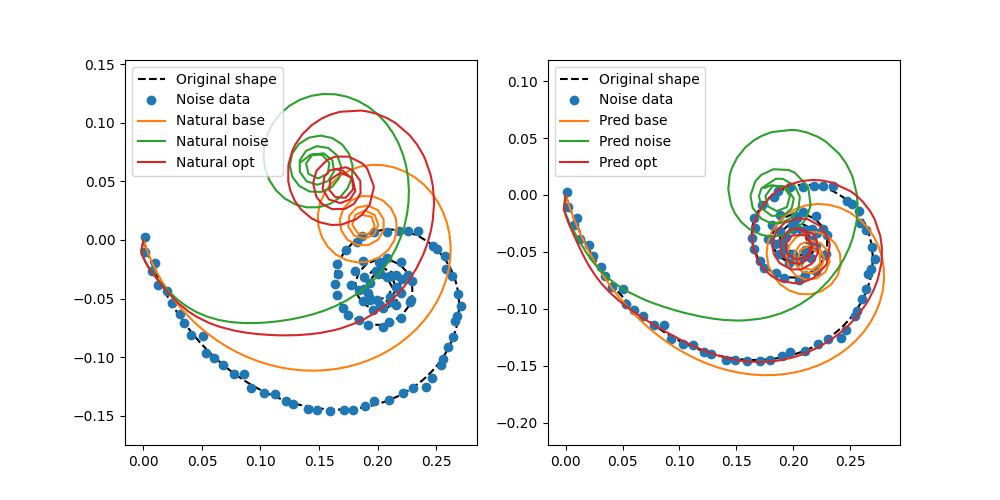 0.15
0.10
0.05
0.00
−0.05
−0.10
−0.15
0.00 0.05 0.10 0.15 0.20 0.25
Original shape
Noise data
Natural base
Natural noise
Natural opt
0.10
0.05
0.00
−0.05
−0.10
−0.15
−0.20
0.00 0.05 0.10 0.15 0.20 0.25
Original shape
Noise data
Pred base
Pred noise
Pred opt